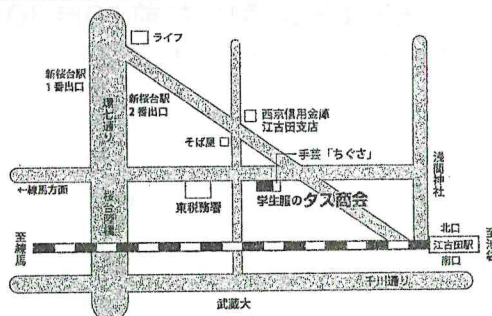 ライフ
新桜台駅
1番出口
新桜台駅
2番出口
環七通り
西京信用金庫
江古田支店
そば屋
手芸「ちぐさ」
←練馬方面
桜台陸橋
東税務署
学生服のタス商会
浅間神社
北口
至練馬
江古田駅
至池袋
南口
千川通り
武蔵大